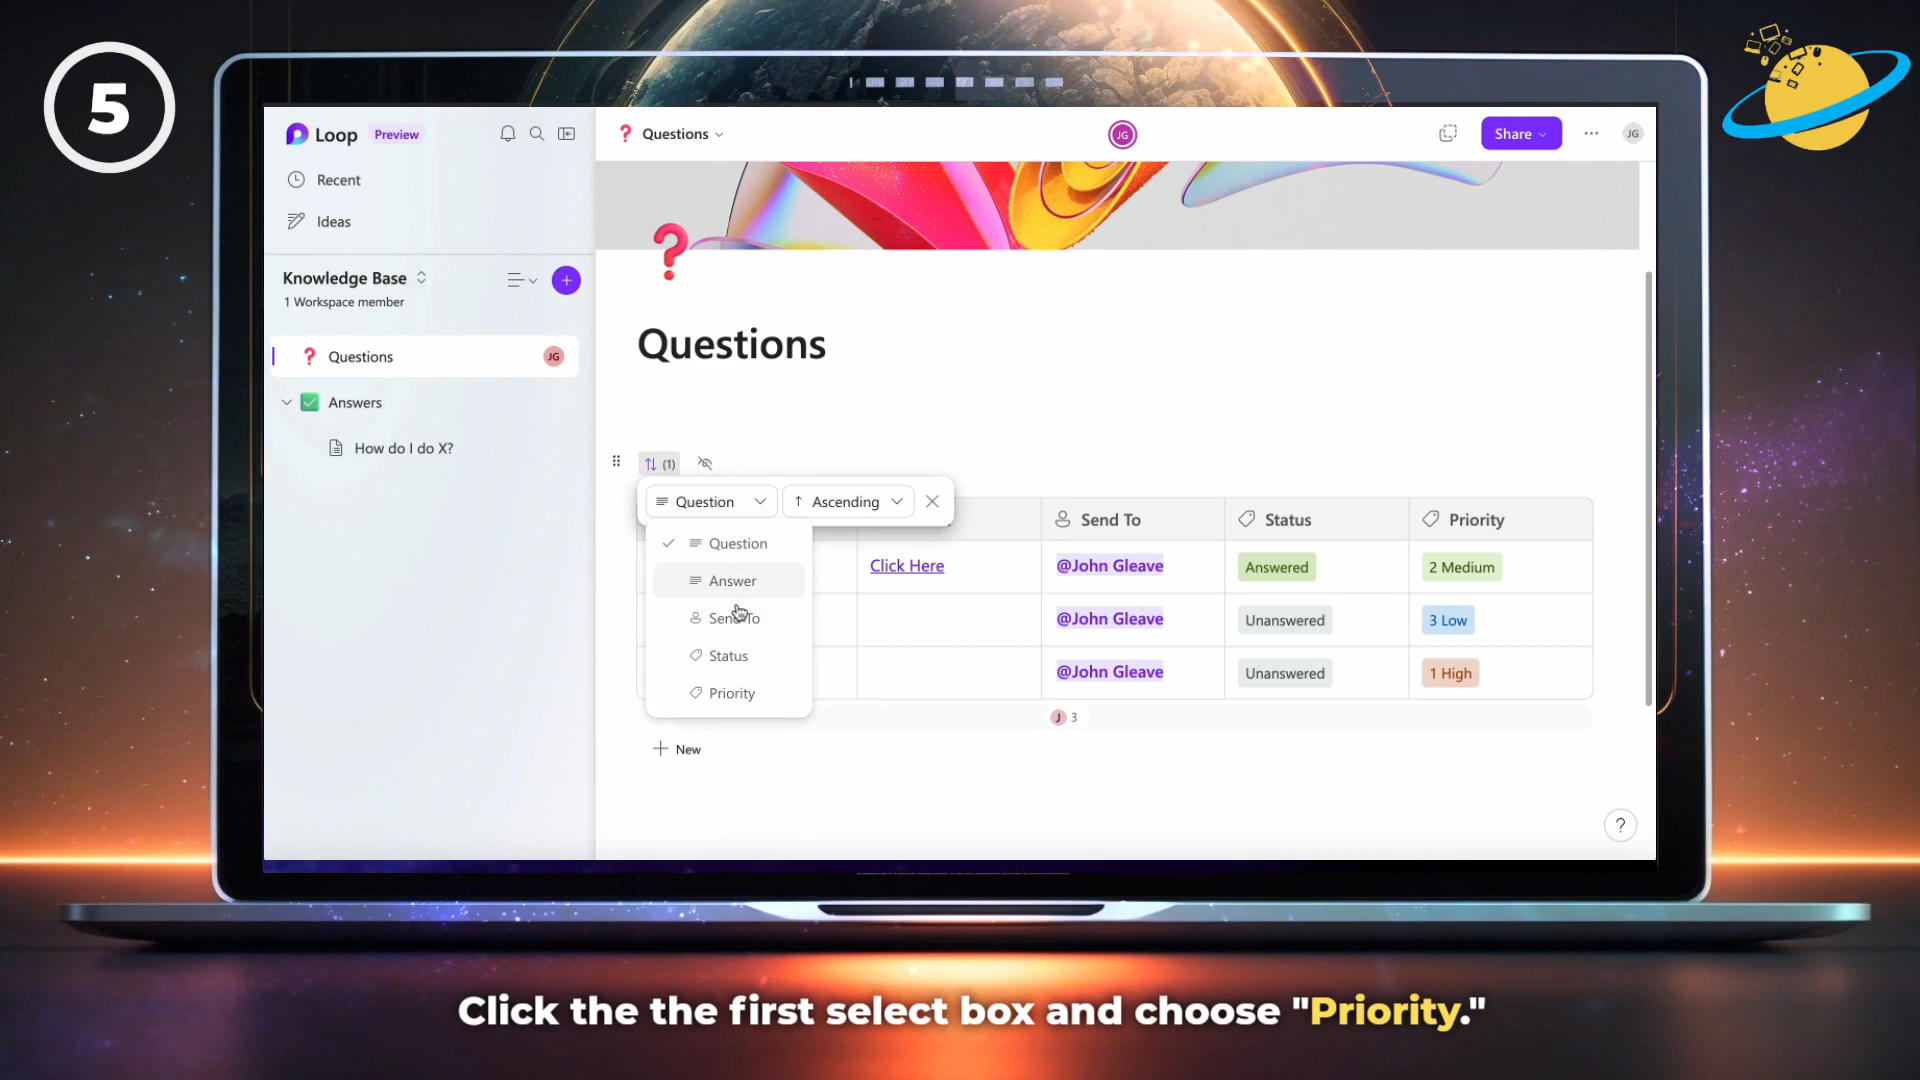 5
Loop Preview
Recent
Ideas
Knowledge Base
1 Workspace member
Questions JG
Answers
How do I do X?
Questions
JG
Share
JG
Questions
(1)
Question Ascending
Question
Answer
Status
Priority
Send To Status Priority
Click Here @John Gleave Answered 2 Medium
@John Gleave Unanswered 3 Low
@John Gleave Unanswered 1 High
J 3
New
?
Click the the first select box and choose "Priority."